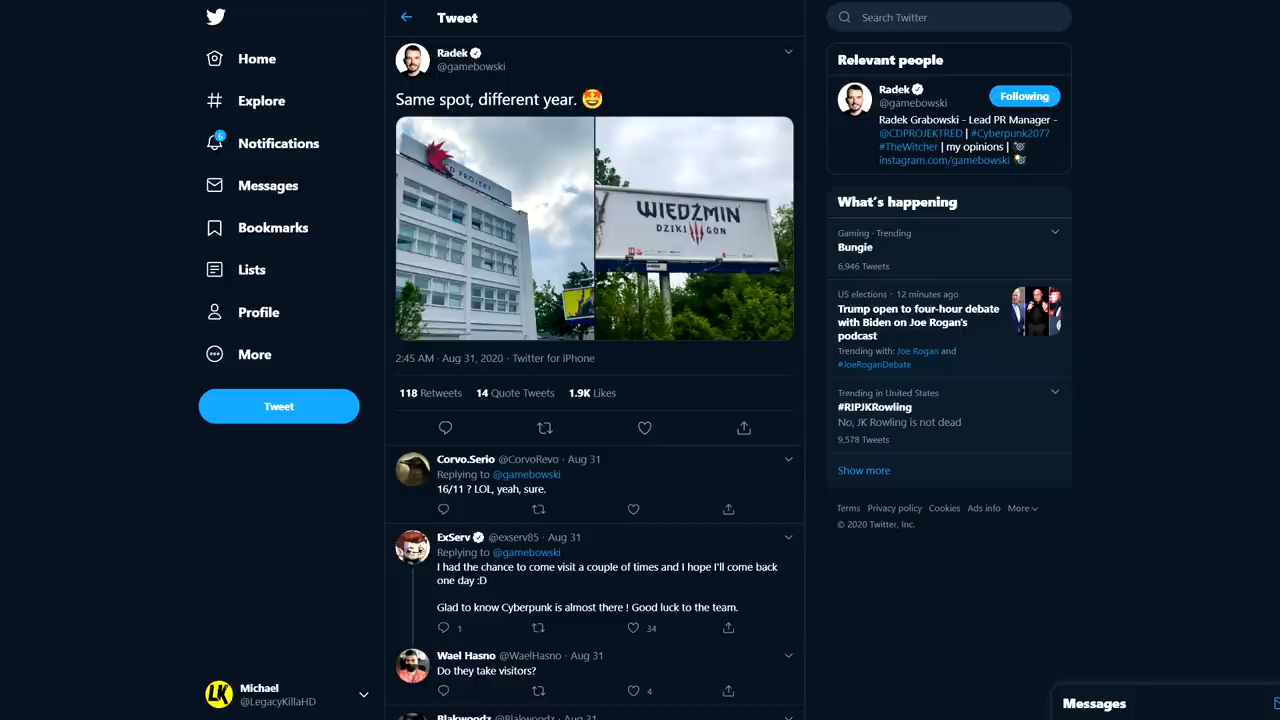 Home
Explore
6
Notifications
Messages
Bookmarks
Lists
Profile
More
Tweet
Michael
@LegacyKillaHD
Tweet
Radek
@gamebowski
Same spot, different year. 🤩
CD PROJEKT
WIEDŹMIN
DZIKI GON
2:45 AM · Aug 31, 2020 · Twitter for iPhone
118 Retweets 14 Quote Tweets 1.9K Likes
Corvo.Serio @CorvoRevo · Aug 31
Replying to @gamebowski
16/11 ? LOL, yeah, sure.
ExServ @exserv85 · Aug 31
Replying to @gamebowski
I had the chance to come visit a couple of times and I hope I'll come back
one day :D
Glad to know Cyberpunk is almost there ! Good luck to the team.
1 34
Wael Hasno @WaelHasno · Aug 31
Do they take visitors?
4
Blakwoodz @Blakwoodz · Aug 31
Search Twitter
Relevant people
Radek
@gamebowski
Following
Radek Grabowski - Lead PR Manager -
@CDPROJEKTRED | #Cyberpunk2077
#TheWitcher | my opinions |
instagram.com/gamebowski
What's happening
Gaming · Trending
Bungie
6,946 Tweets
US elections · 12 minutes ago
Trump open to four-hour debate
with Biden on Joe Rogan's
podcast
Trending with: Joe Rogan and
#JoeRoganDebate
Trending in United States
#RIPJKRowling
No, JK Rowling is not dead
9,578 Tweets
Show more
Terms Privacy policy Cookies Ads info More
© 2020 Twitter, Inc.
Messages